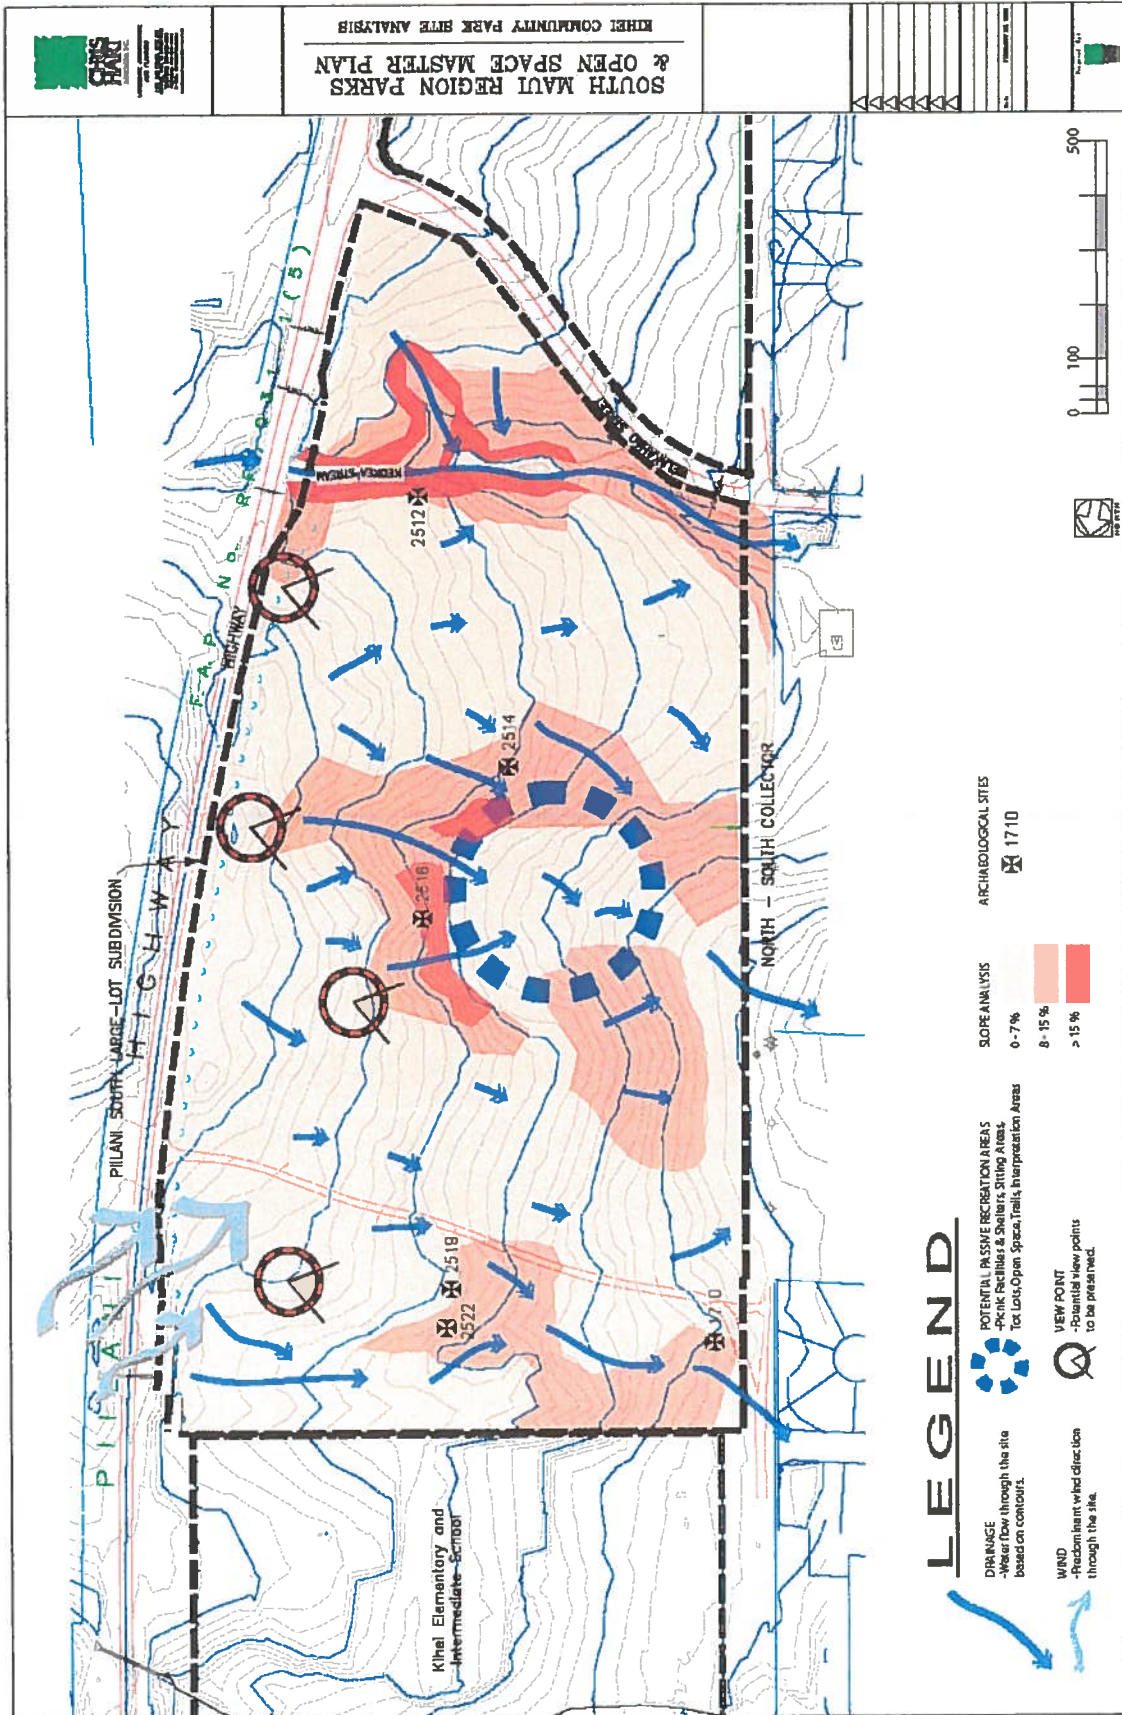 CHRIS
HART
SOUTH MAUI REGION PARKS
& OPEN SPACE MASTER PLAN
KIHEI COMMUNITY PARK SITE ANALYSIS
PIILANI SOUTH LARGE-LOT SUBDIVISION
PIILANI
HIGHWAY
F.A.P. NO.
(5)
HIGHWAY
KEOKEA STREAM
2512
2514
2516
2518
2522
1710
NORTH - SOUTH COLLECTOR
Kihei Elementary and
Intermediate School
LEGEND
DRAINAGE
-Water flow through the site
based on contours.
WIND
-Predominant wind direction
through the site.
POTENTIAL PASSIVE RECREATION AREAS
-Picnic Facilities & Shelters, Sitting Areas,
Tot Lots, Open Space, Trails, Interpretation Areas
VIEW POINT
-Potential view points
to be preserved.
SLOPE ANALYSIS
0-7%
8-15%
>15%
ARCHAEOLOGICAL SITES
1710
NORTH
0
100
500